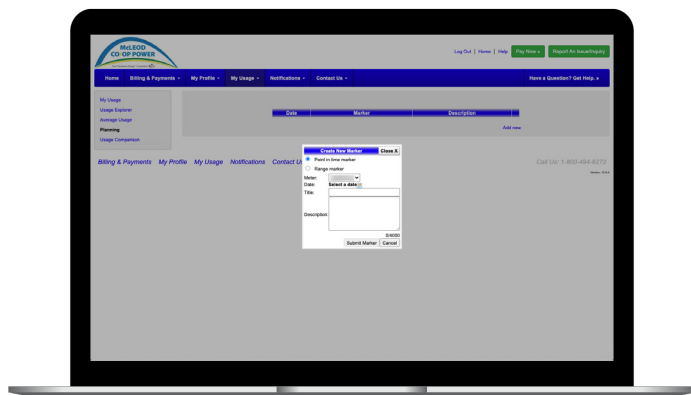 McLEOD
CO-OP POWER
Log Out | Home | Help
Pay Now »
Report An Issue/Inquiry
Home
Billing & Payments
My Profile
My Usage
Notifications
Contact Us
Have a Question? Get Help. »
My Usage
Usage Explorer
Average Usage
Planning
Usage Comparison
Date Marker Description
Add new
Create New Marker
Close X
Point in time marker
Range marker
Meter:
Date: Select a date
Title:
Description:
0/4000
Submit Marker
Cancel
Billing & Payments My Profile My Usage Notifications Contact U
Call Us: 1-800-494-6272